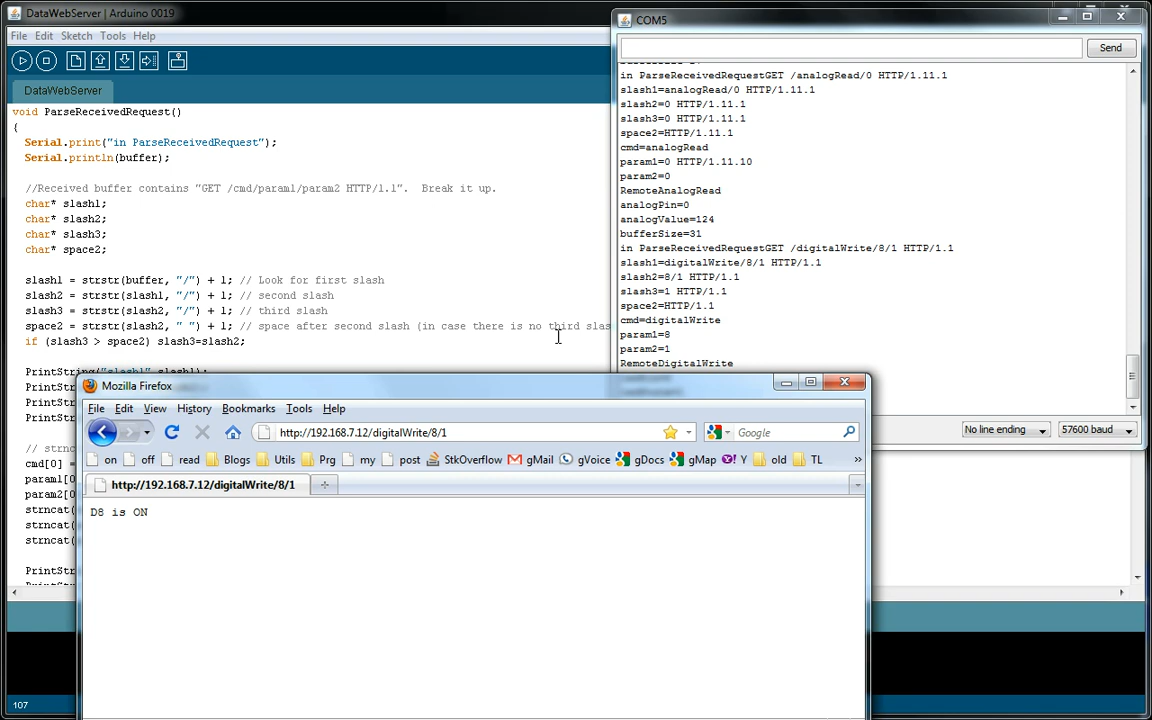 DataWebServer | Arduino 0019
File Edit Sketch Tools Help
DataWebServer
void ParseReceivedRequest()
{
Serial.print("in ParseReceivedRequest");
Serial.println(buffer);
//Received buffer contains "GET /cmd/param1/param2 HTTP/1.1".  Break it up.
char* slash1;
char* slash2;
char* slash3;
char* space2;
slash1 = strstr(buffer, "/") + 1; // Look for first slash
slash2 = strstr(slash1, "/") + 1; // second slash
slash3 = strstr(slash2, "/") + 1; // third slash
space2 = strstr(slash2, " ") + 1; // space after second slash (in case there is no third slas
if (slash3 > space2) slash3=slash2;
PrintString("slash1",slash1);
PrintStr
PrintStr
PrintStr
// strnc
cmd[0] =
param1[0
param2[0
strncat(
strncat(
strncat(
PrintStr
107
COM5
Send
in ParseReceivedRequestGET /analogRead/0 HTTP/1.11.1
slash1=analogRead/0 HTTP/1.11.1
slash2=0 HTTP/1.11.1
slash3=0 HTTP/1.11.1
space2=HTTP/1.11.1
cmd=analogRead
param1=0 HTTP/1.11.10
param2=0
RemoteAnalogRead
analogPin=0
analogValue=124
bufferSize=31
in ParseReceivedRequestGET /digitalWrite/8/1 HTTP/1.1
slash1=digitalWrite/8/1 HTTP/1.1
slash2=8/1 HTTP/1.1
slash3=1 HTTP/1.1
space2=HTTP/1.1
cmd=digitalWrite
param1=8
param2=1
RemoteDigitalWrite
No line ending 57600 baud
Mozilla Firefox
File Edit View History Bookmarks Tools Help
http://192.168.7.12/digitalWrite/8/1 Google
on off read Blogs Utils Prg my post StkOverflow gMail gVoice gDocs gMap Y old TL »
http://192.168.7.12/digitalWrite/8/1
D8 is ON